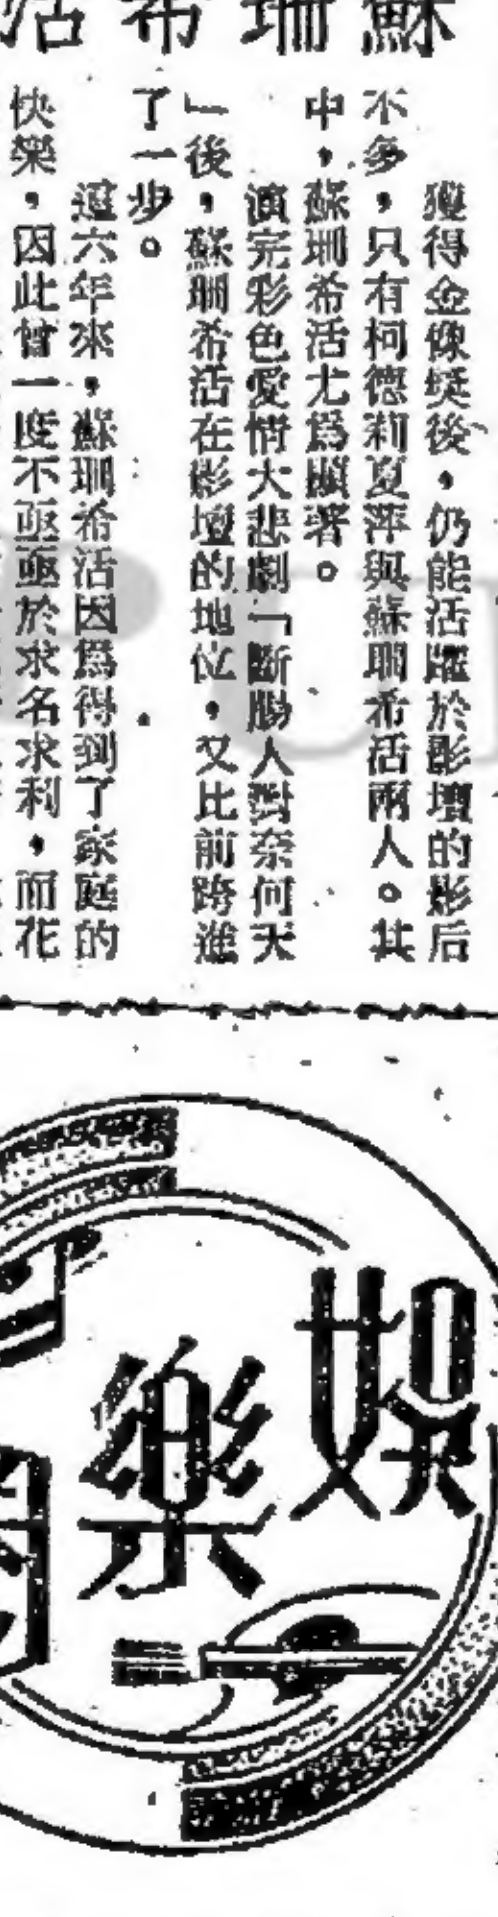 蘇珊希活
獲得金像奬後，仍能活躍於影壇的影后
不多，只有柯德莉夏萍與蘇珊希活兩人。其
中，蘇珊希活尤爲顯著。
演完彩色愛情大悲劇「斷腸人對奈何天
」後，蘇珊希活在影壇的地位，又比前跨進
了一步。
這六年來，蘇珊希活因爲得到了家庭的
快樂，因此曾一度不亟亟於求名求利，而花
娛樂